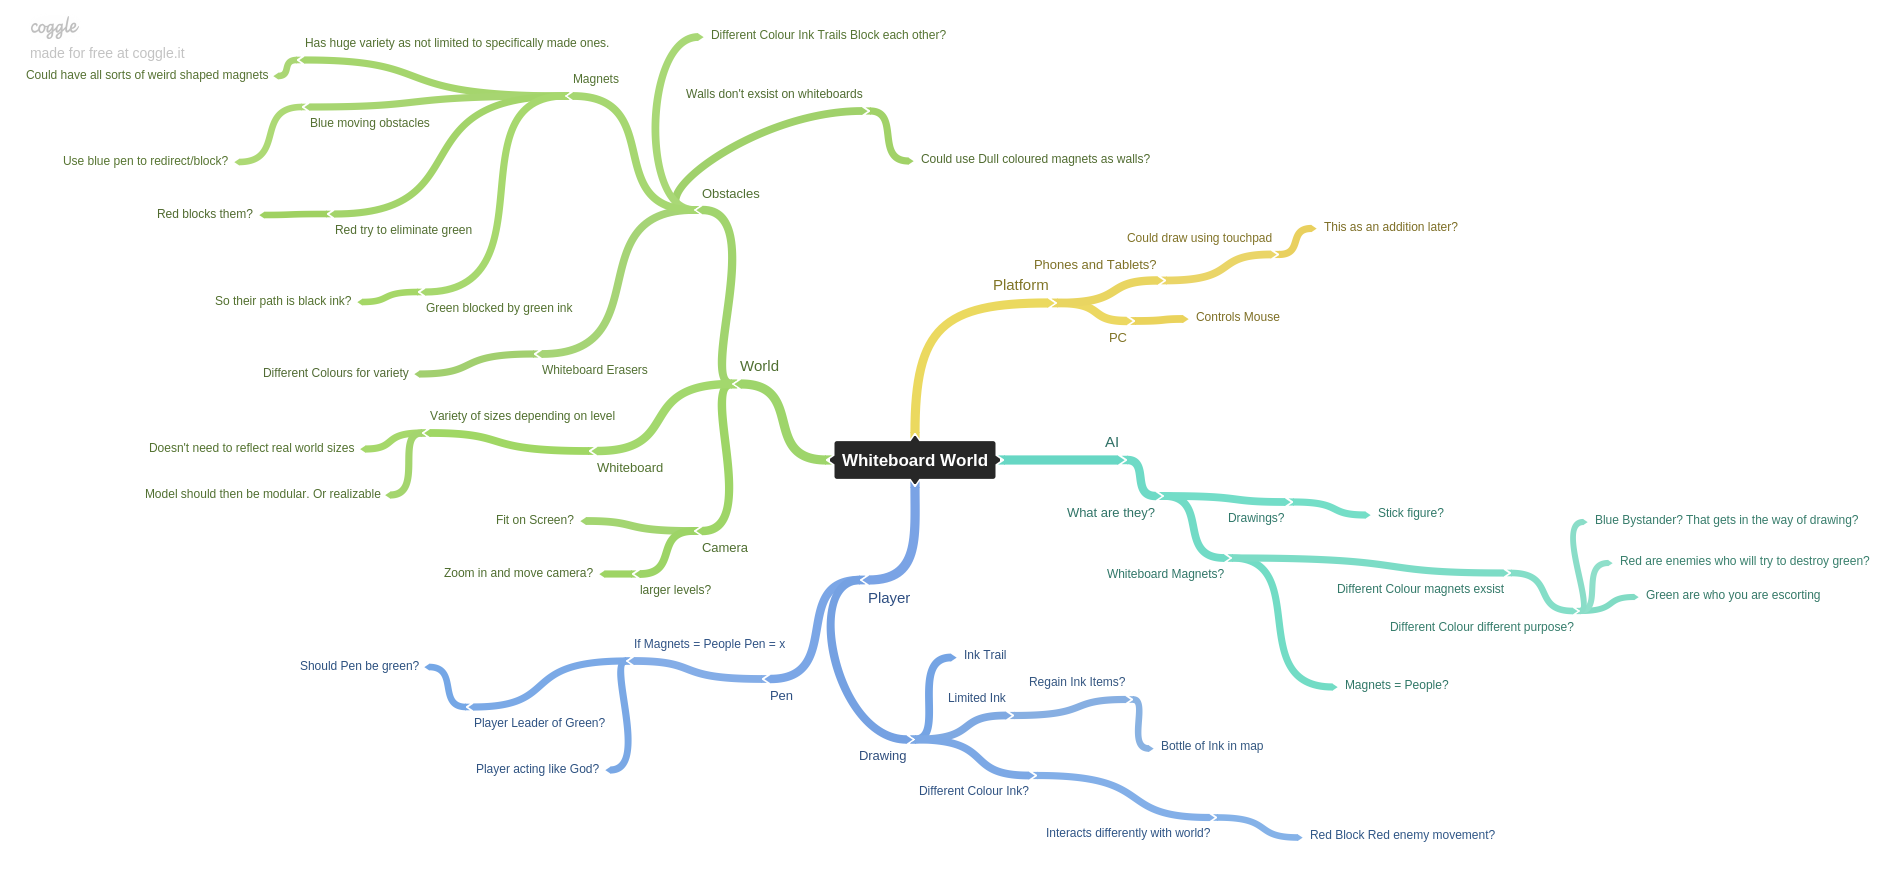 coggle
made for free at coggle.it
Has huge variety as not limited to specifically made ones.
Could have all sorts of weird shaped magnets
Magnets
Blue moving obstacles
Use blue pen to redirect/block?
Red blocks them?
Red try to eliminate green
So their path is black ink?
Green blocked by green ink
Different Colour Ink Trails Block each other?
Walls don't exsist on whiteboards
Could use Dull coloured magnets as walls?
Obstacles
Different Colours for variety
Whiteboard Erasers
World
Variety of sizes depending on level
Doesn't need to reflect real world sizes
Whiteboard
Model should then be modular. Or realizable
Fit on Screen?
Camera
Zoom in and move camera?
larger levels?
This as an addition later?
Could draw using touchpad
Phones and Tablets?
Platform
Controls Mouse
PC
Whiteboard World
AI
What are they?
Drawings?
Stick figure?
Whiteboard Magnets?
Different Colour magnets exsist
Different Colour different purpose?
Blue Bystander? That gets in the way of drawing?
Red are enemies who will try to destroy green?
Green are who you are escorting
Magnets = People?
Player
If Magnets = People Pen = x
Should Pen be green?
Pen
Player Leader of Green?
Player acting like God?
Ink Trail
Regain Ink Items?
Limited Ink
Bottle of Ink in map
Drawing
Different Colour Ink?
Interacts differently with world?
Red Block Red enemy movement?